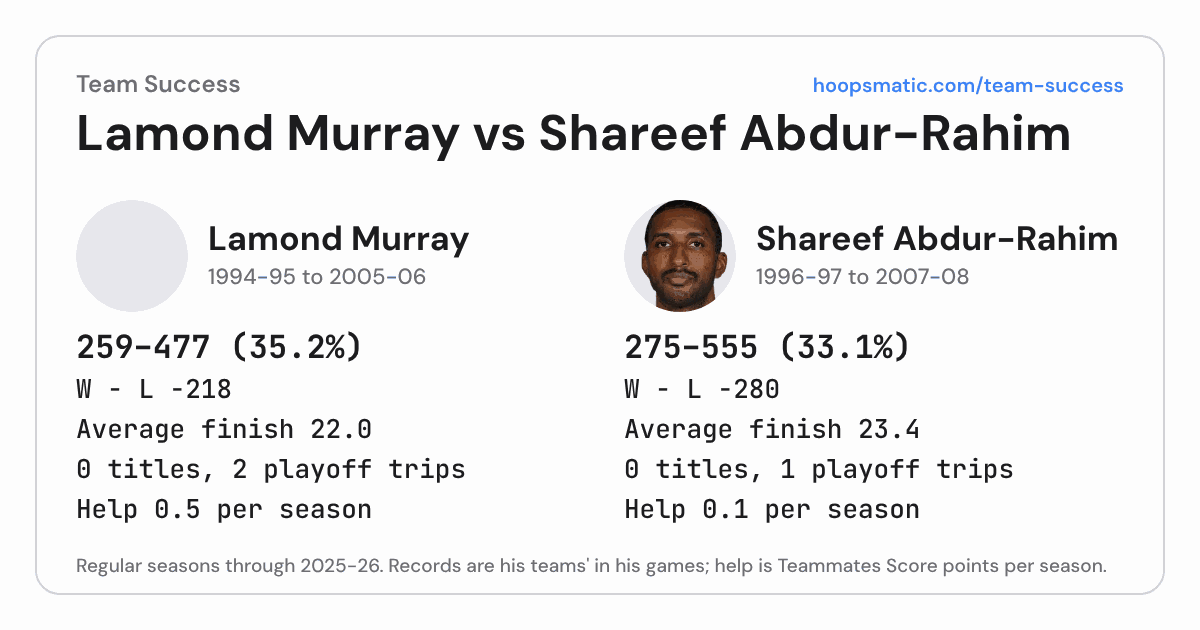 Team Success
hoopsmatic.com/team-success
Lamond Murray vs Shareef Abdur-Rahim
Lamond Murray
1994-95 to 2005-06
259-477 (35.2%)
W - L -218
Average finish 22.0
0 titles, 2 playoff trips
Help 0.5 per season
Shareef Abdur-Rahim
1996-97 to 2007-08
275-555 (33.1%)
W - L -280
Average finish 23.4
0 titles, 1 playoff trips
Help 0.1 per season
Regular seasons through 2025-26. Records are his teams' in his games; help is Teammates Score points per season.